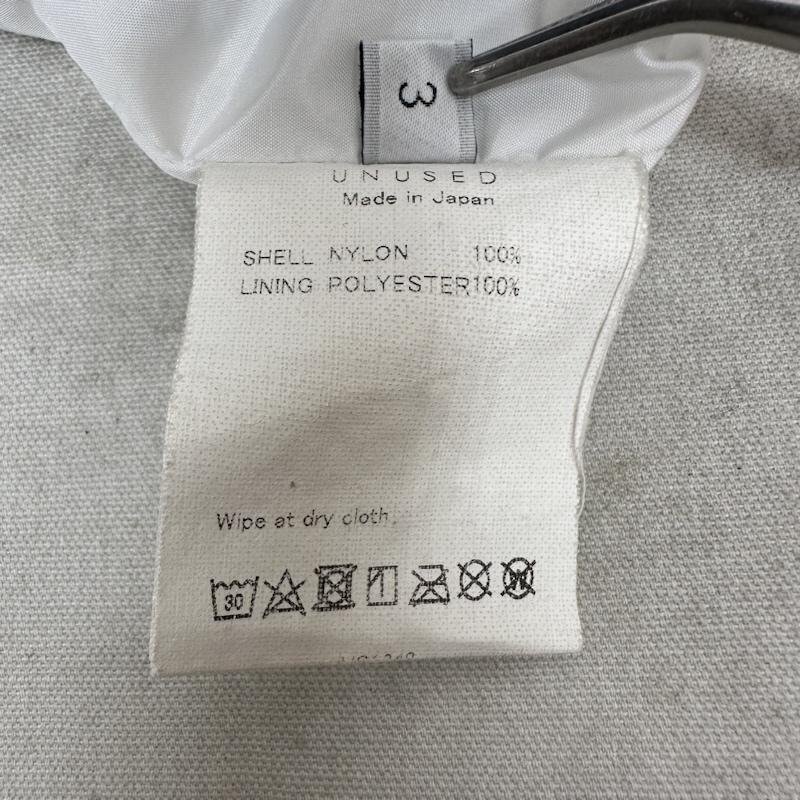 3
UNUSED
Made in Japan
SHELL NYLON 100%
LINING POLYESTER100%
Wipe at dry cloth.
30